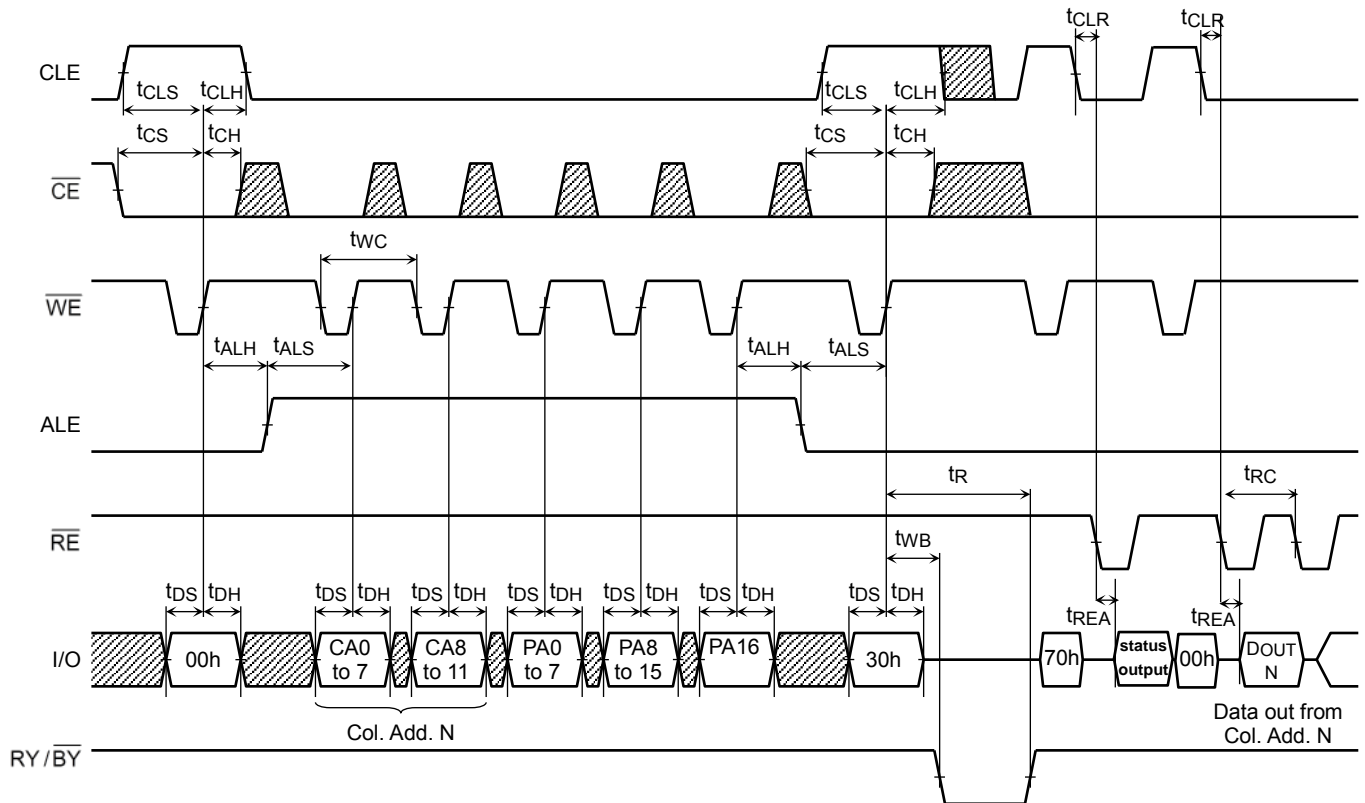 tCLR tCLR
CLE
tCLS tCLH tCLS tCLH
tCS tCH tCS tCH
CE
tWC
WE
tALH tALS tALH tALS
ALE
tR tRC
RE
tWB
tDS tDH tDS tDH tDS tDH tDS tDH tDS tDH tDS tDH tDS tDH
tREA tREA
I/O
00h
CA0 to 7
CA8 to 11
PA0 to 7
PA8 to 15
PA16
30h
70h
status output
00h
DOUT N
Col. Add. N
Data out from
Col. Add. N
RY/BY